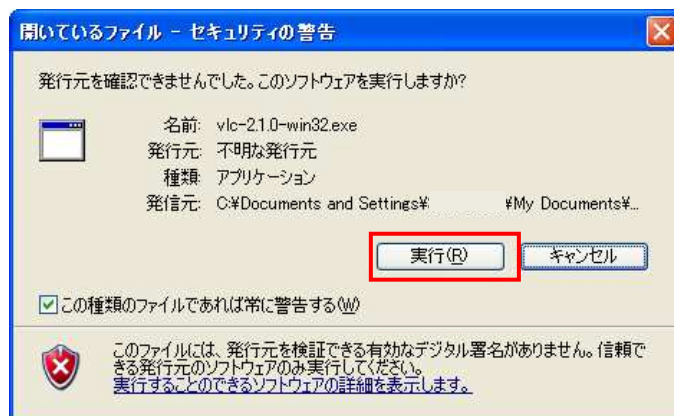 開いているファイル - セキュリティの警告
発行元を確認できませんでした。このソフトウェアを実行しますか?
名前: vlc-2.1.0-win32.exe
発行元: 不明な発行元
種類: アプリケーション
発信元: C:¥Documents and Settings¥ ¥My Documents¥...
実行(R) キャンセル
この種類のファイルであれば常に警告する(W)
このファイルには、発行元を検証できる有効なデジタル署名がありません。信頼で
きる発行元のソフトウェアのみ実行してください。
実行することのできるソフトウェアの詳細を表示します。